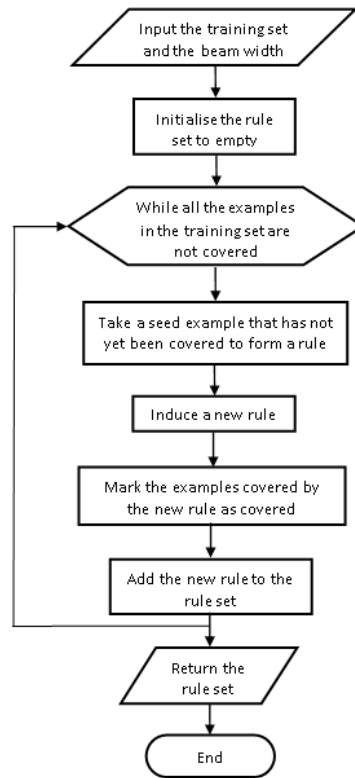 Input the training set
and the beam width
Initialise the rule
set to empty
While all the examples
in the training set are
not covered
Take a seed example that has not
yet been covered to form a rule
Induce a new rule
Mark the examples covered by
the new rule as covered
Add the new rule to the
rule set
Return the
rule set
End